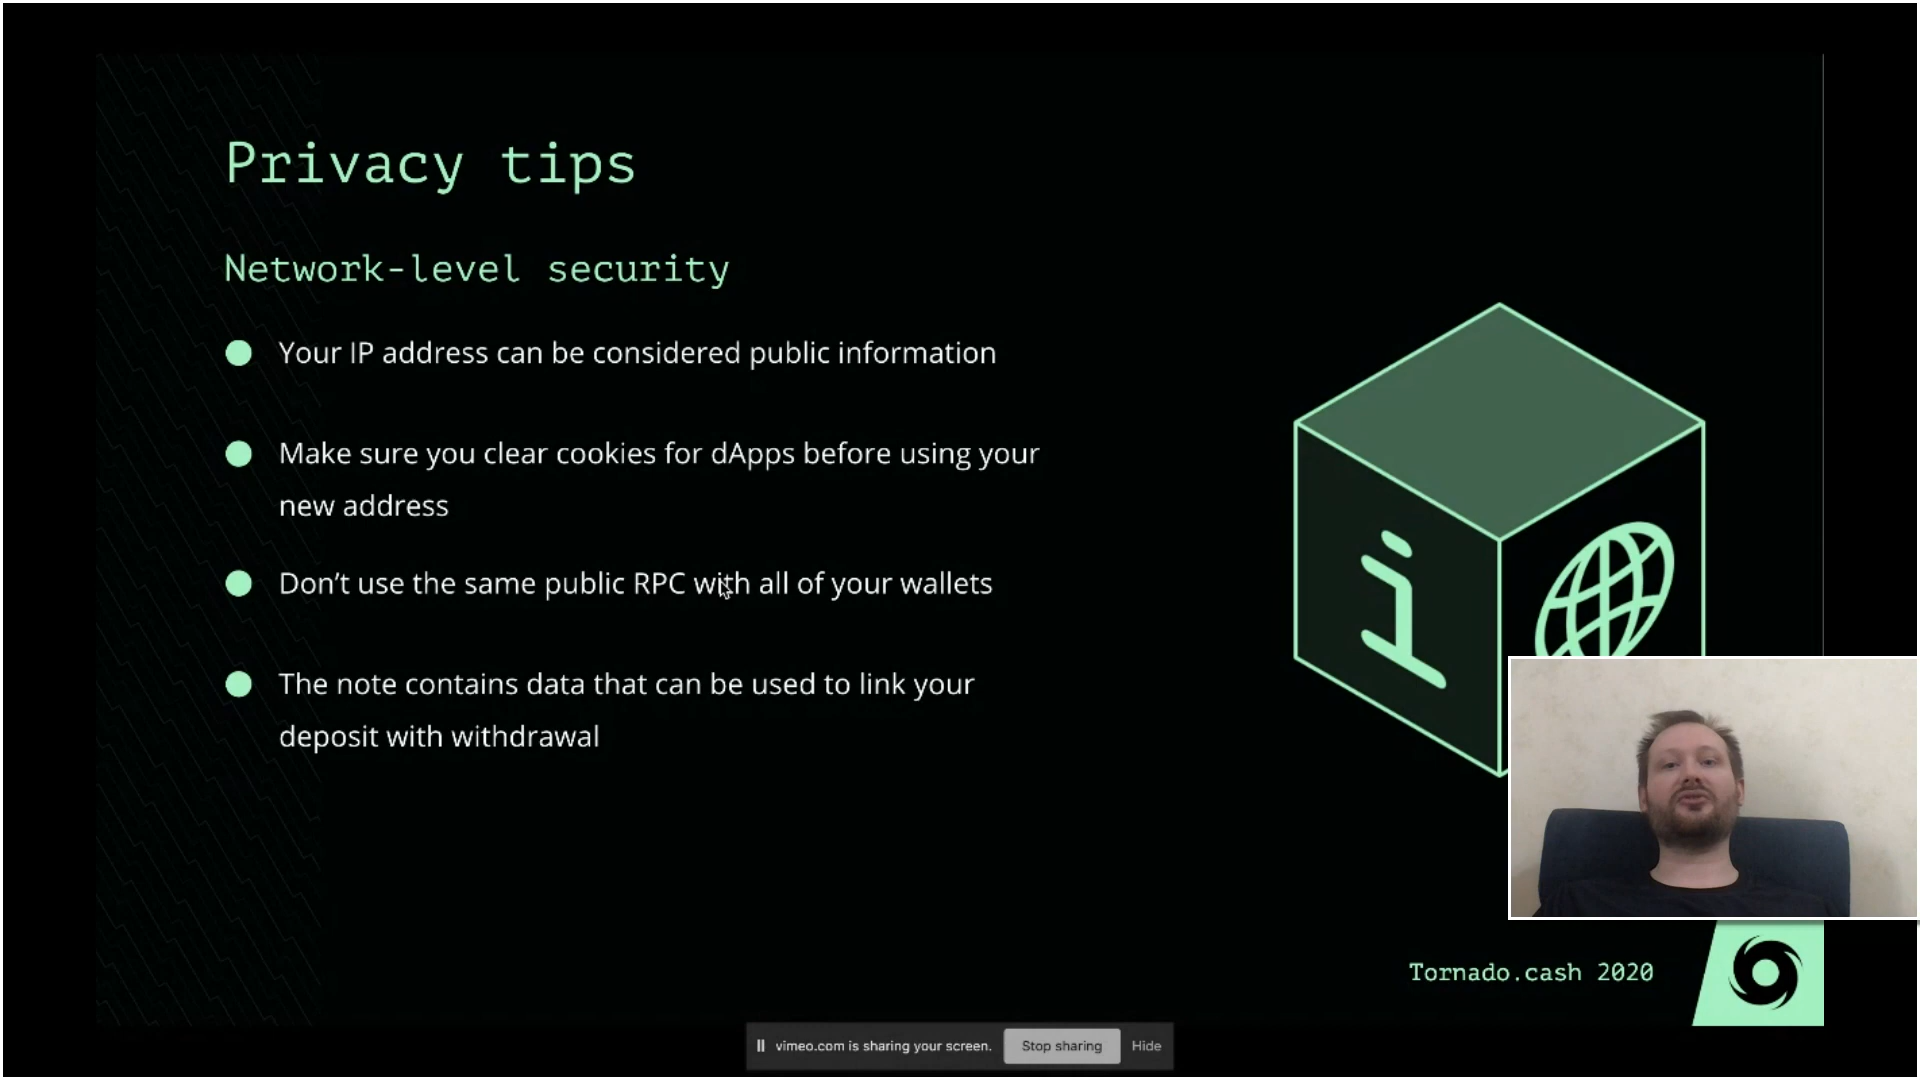 Privacy tips
Network-level security
Your IP address can be considered public information
Make sure you clear cookies for dApps before using your
new address
Don’t use the same public RPC with all of your wallets
The note contains data that can be used to link your
deposit with withdrawal
i
Tornado.cash 2020
vimeo.com is sharing your screen. Stop sharing Hide